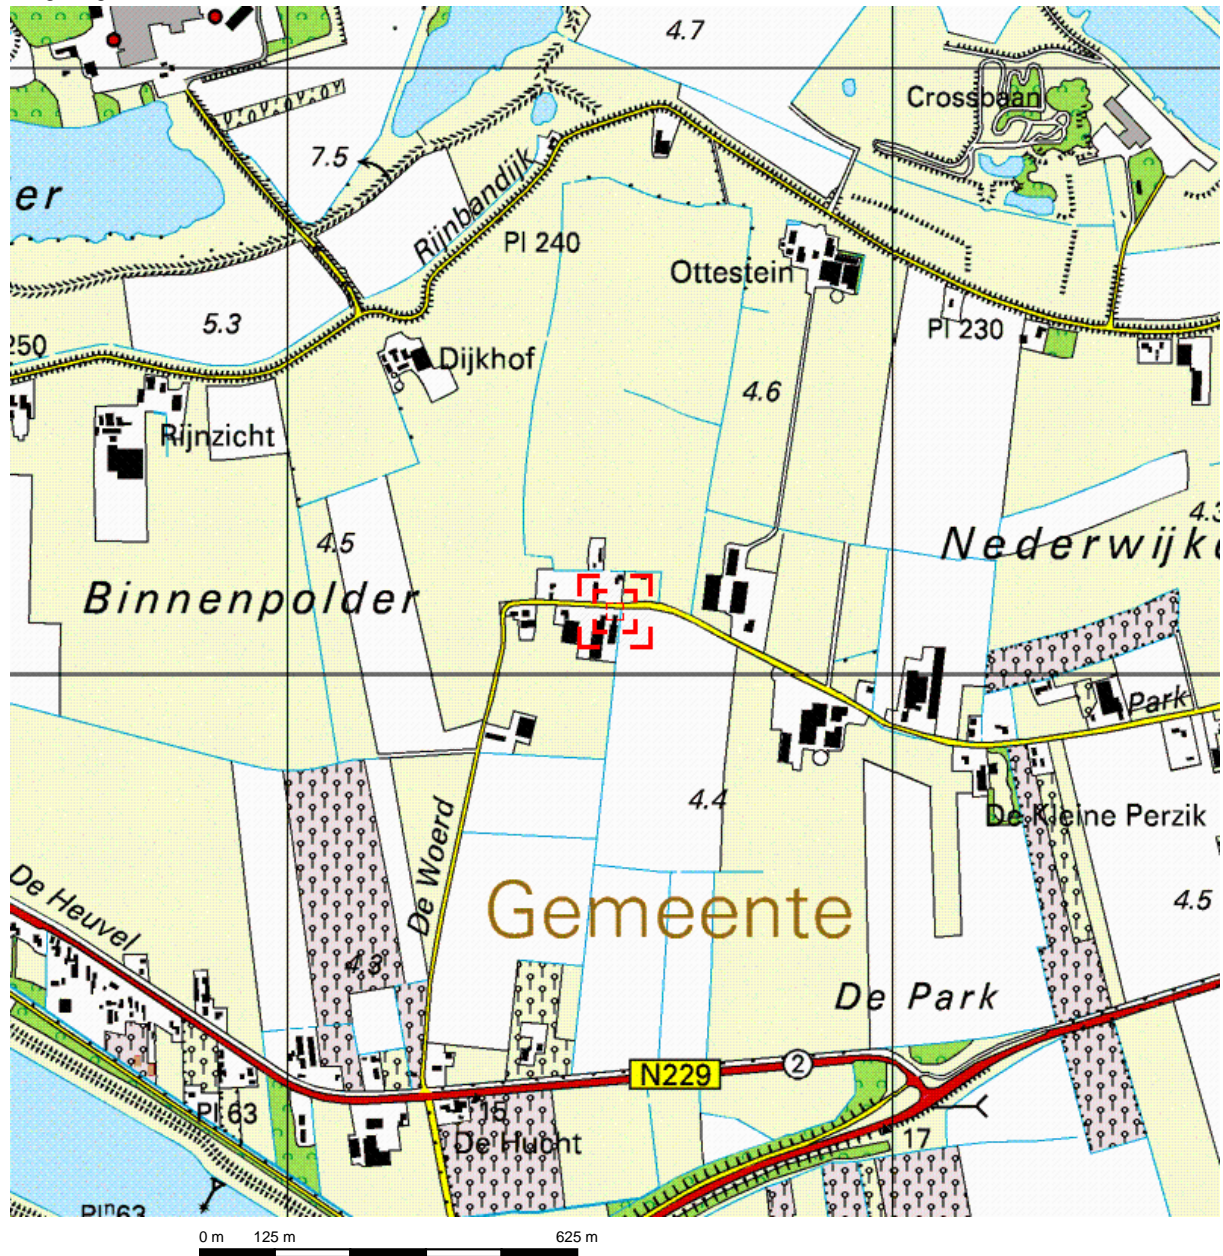 4.7
Crossbaan
7.5
er
Rijnbandijk
Pl 240
Ottestein
5.3
Pl 230
250
Dijkhof
4.6
Rijnzicht
4.5
4.3
Nederwijk
Binnenpolder
Park
4.4
De Kleine Perzik
De Woerd
De Heuvel
Gemeente
4.5
4.3
De Park
N229
2
Pl 63
15
De Hucht
17
Pln63
0 m 125 m 625 m